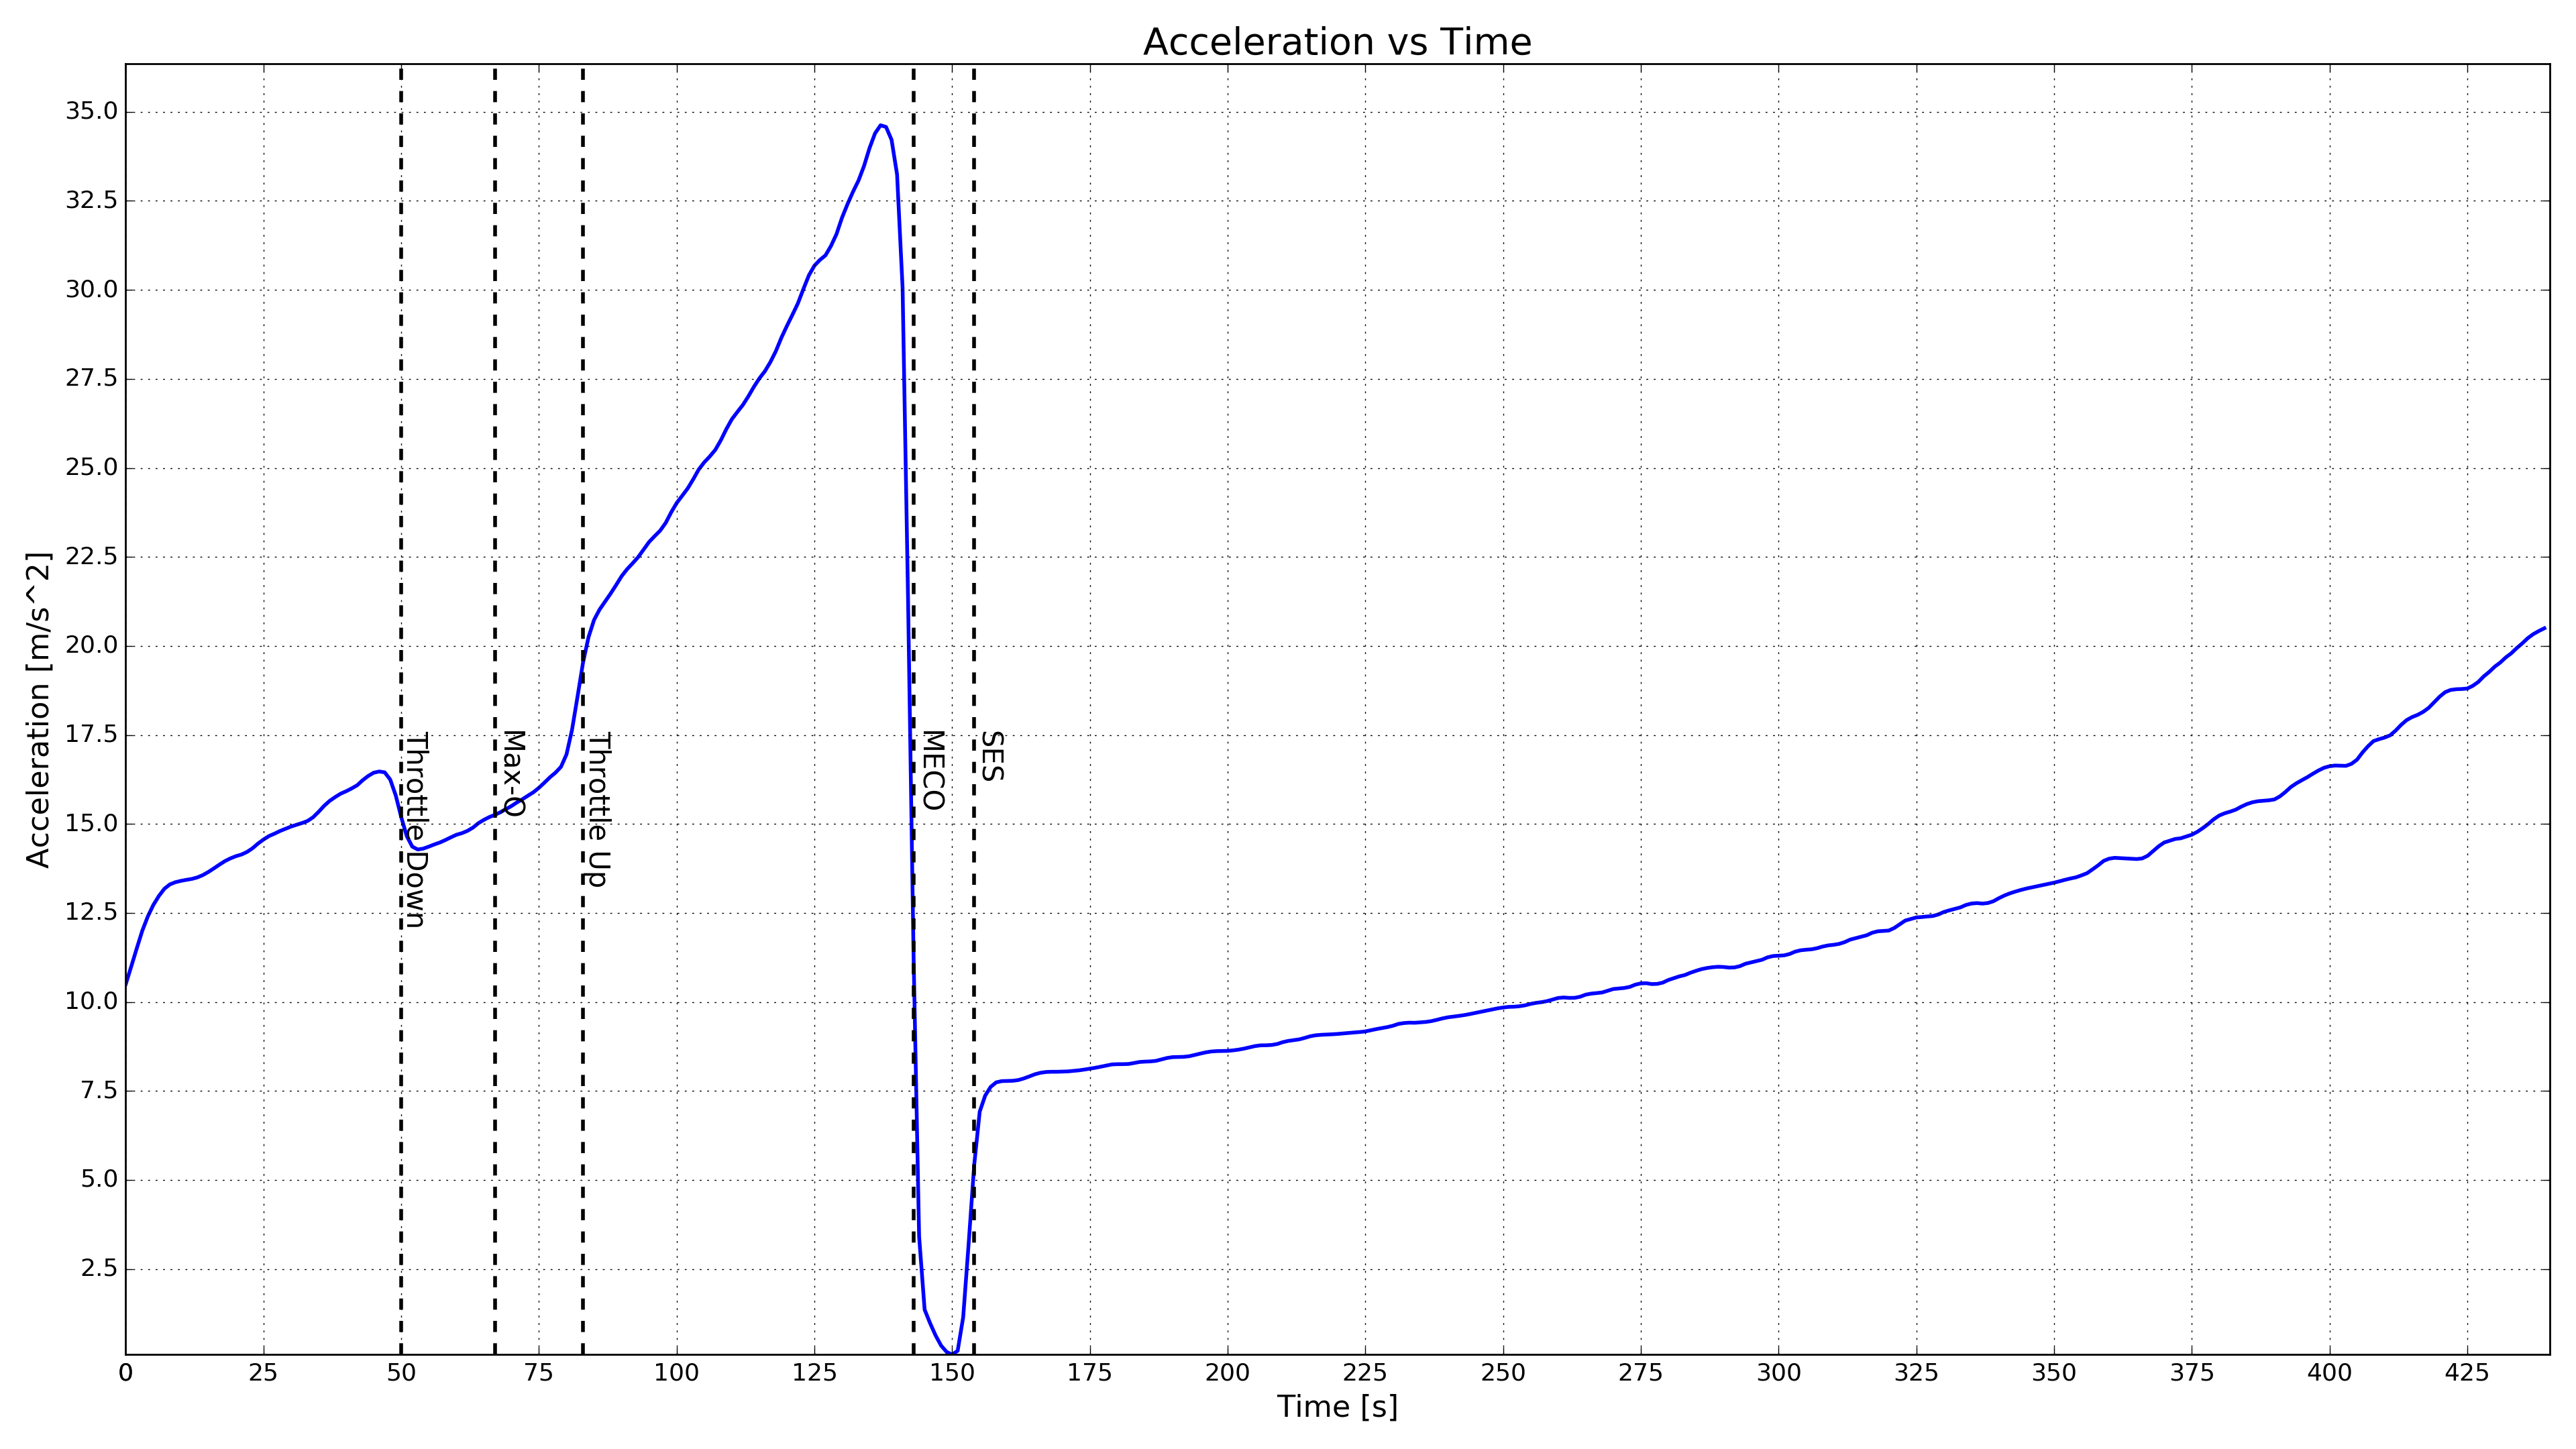 Acceleration vs Time
Acceleration [m/s^2]
35.0
32.5
30.0
27.5
25.0
22.5
20.0
17.5
15.0
12.5
10.0
7.5
5.0
2.5
Throttle Down
Max-Q
Throttle Up
MECO
SES
0 25 50 75 100 125 150 175 200 225 250 275 300 325 350 375 400 425
Time [s]